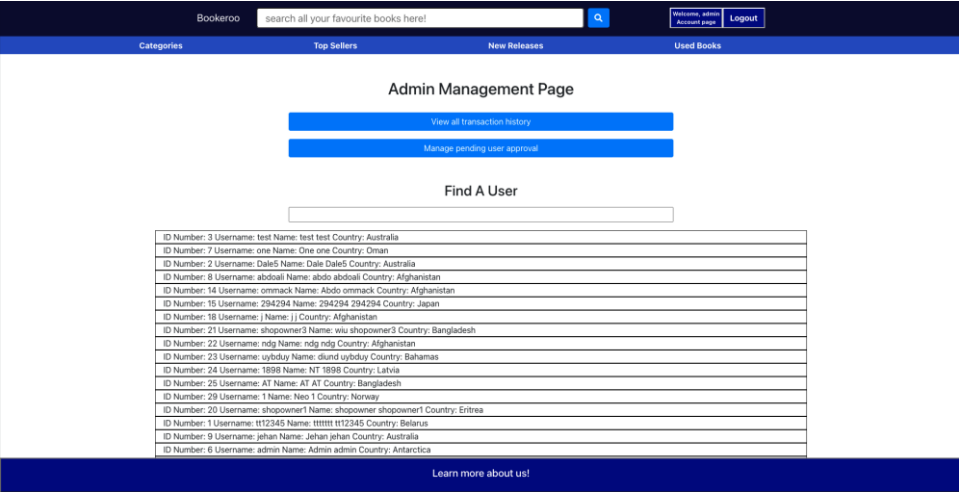 Bookeroo
search all your favourite books here!
Welcome, admin
Account page
Logout
Categories
Top Sellers
New Releases
Used Books
Admin Management Page
View all transaction history
Manage pending user approval
Find A User
ID Number: 3 Username: test Name: test test Country: Australia
ID Number: 7 Username: one Name: One one Country: Oman
ID Number: 2 Username: Dale5 Name: Dale Dale5 Country: Australia
ID Number: 8 Username: abdoali Name: abdo abdoali Country: Afghanistan
ID Number: 14 Username: ommack Name: Abdo ommack Country: Afghanistan
ID Number: 15 Username: 294294 Name: 294294 294294 Country: Japan
ID Number: 18 Username: j Name: j j Country: Afghanistan
ID Number: 21 Username: shopowner3 Name: wiu shopowner3 Country: Bangladesh
ID Number: 22 Username: ndg Name: ndg ndg Country: Afghanistan
ID Number: 23 Username: uybduy Name: diund uybduy Country: Bahamas
ID Number: 24 Username: 1898 Name: NT 1898 Country: Latvia
ID Number: 25 Username: AT Name: AT AT Country: Bangladesh
ID Number: 29 Username: 1 Name: Neo 1 Country: Norway
ID Number: 20 Username: shopowner1 Name: shopowner shopowner1 Country: Eritrea
ID Number: 1 Username: tt12345 Name: ttttttt tt12345 Country: Belarus
ID Number: 9 Username: jehan Name: Jehan jehan Country: Australia
ID Number: 6 Username: admin Name: Admin admin Country: Antarctica
Learn more about us!